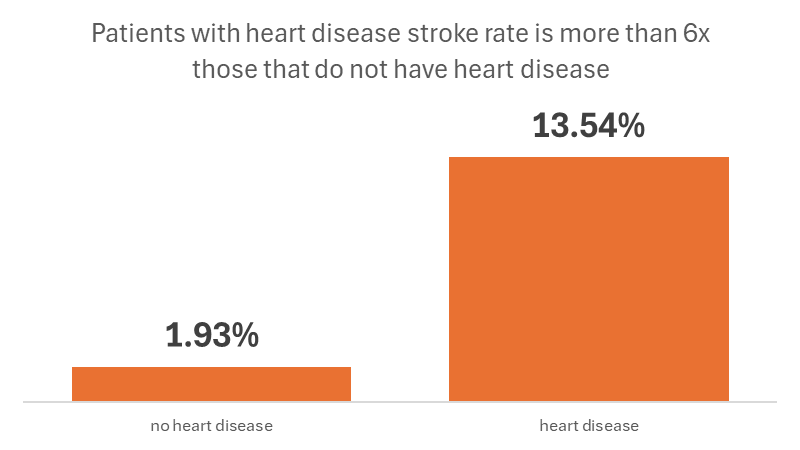 Patients with heart disease stroke rate is more than 6x
those that do not have heart disease
13.54%
1.93%
no heart disease
heart disease